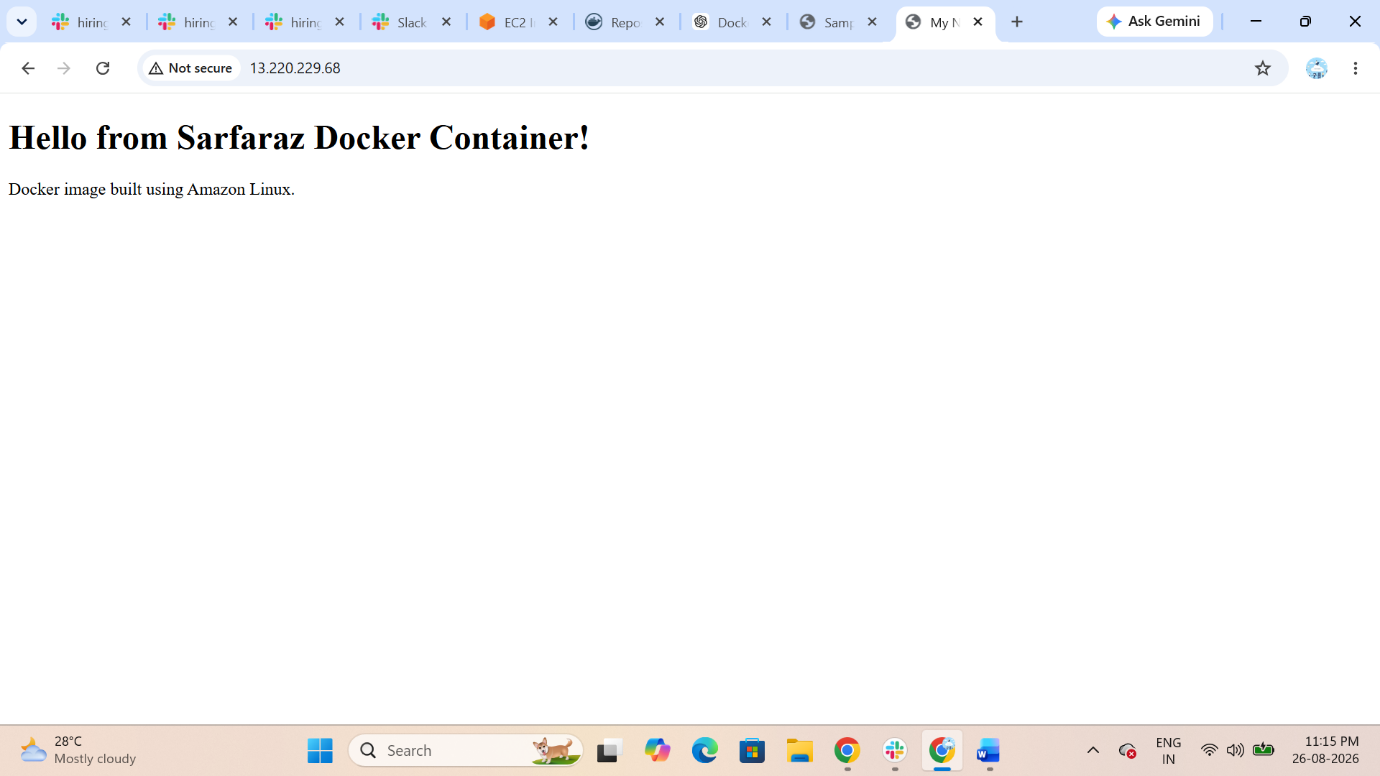 hiring
hiring
hiring
Slack
EC2 I
Repo
Dock
Samp
My N
Ask Gemini
Not secure
13.220.229.68
Hello from Sarfaraz Docker Container!
Docker image built using Amazon Linux.
28°C
Mostly cloudy
Search
ENG
IN
11:15 PM
26-08-2026